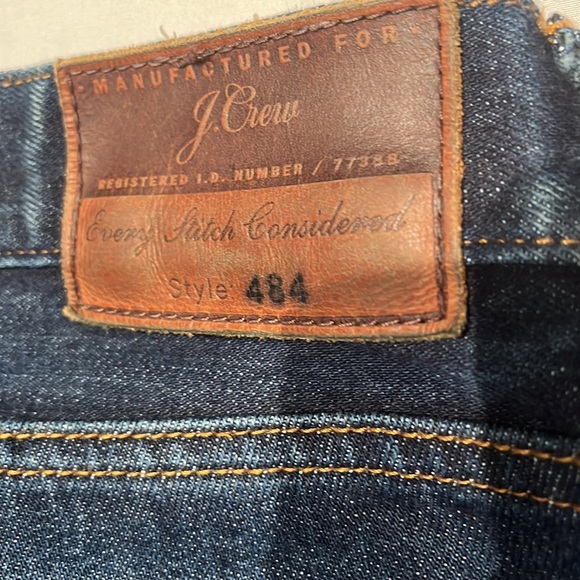 · MANUFACTURED FOR ·
J.Crew
REGISTERED I.D. NUMBER / 77388
Every Stitch Considered
Style 484